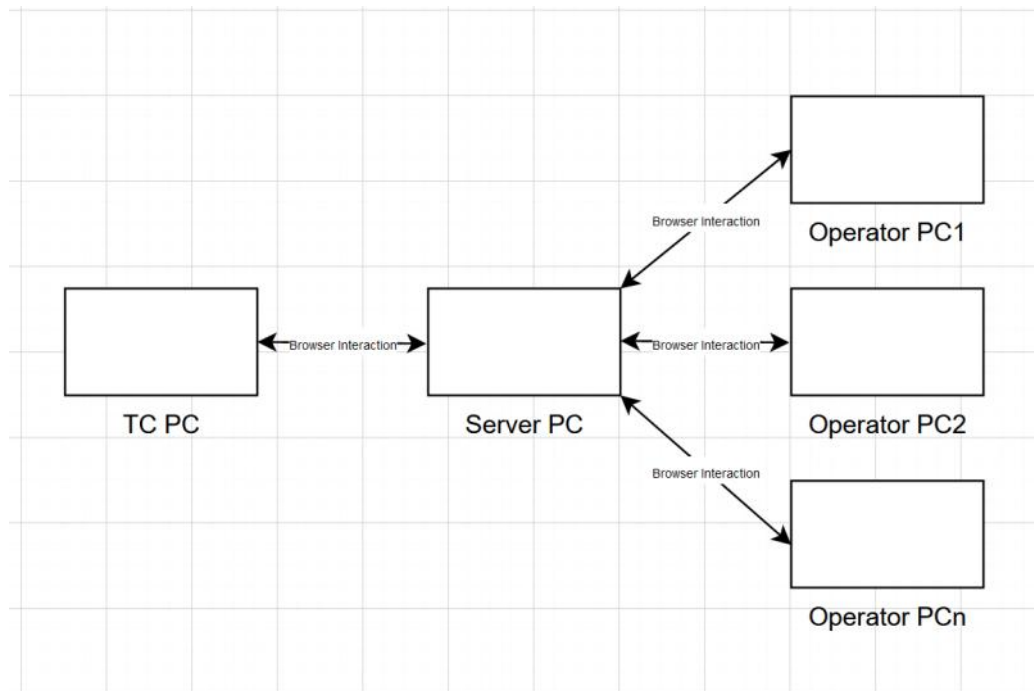 Browser Interaction
Operator PC1
Browser Interaction
Browser Interaction
TC PC
Server PC
Operator PC2
Browser Interaction
Operator PCn